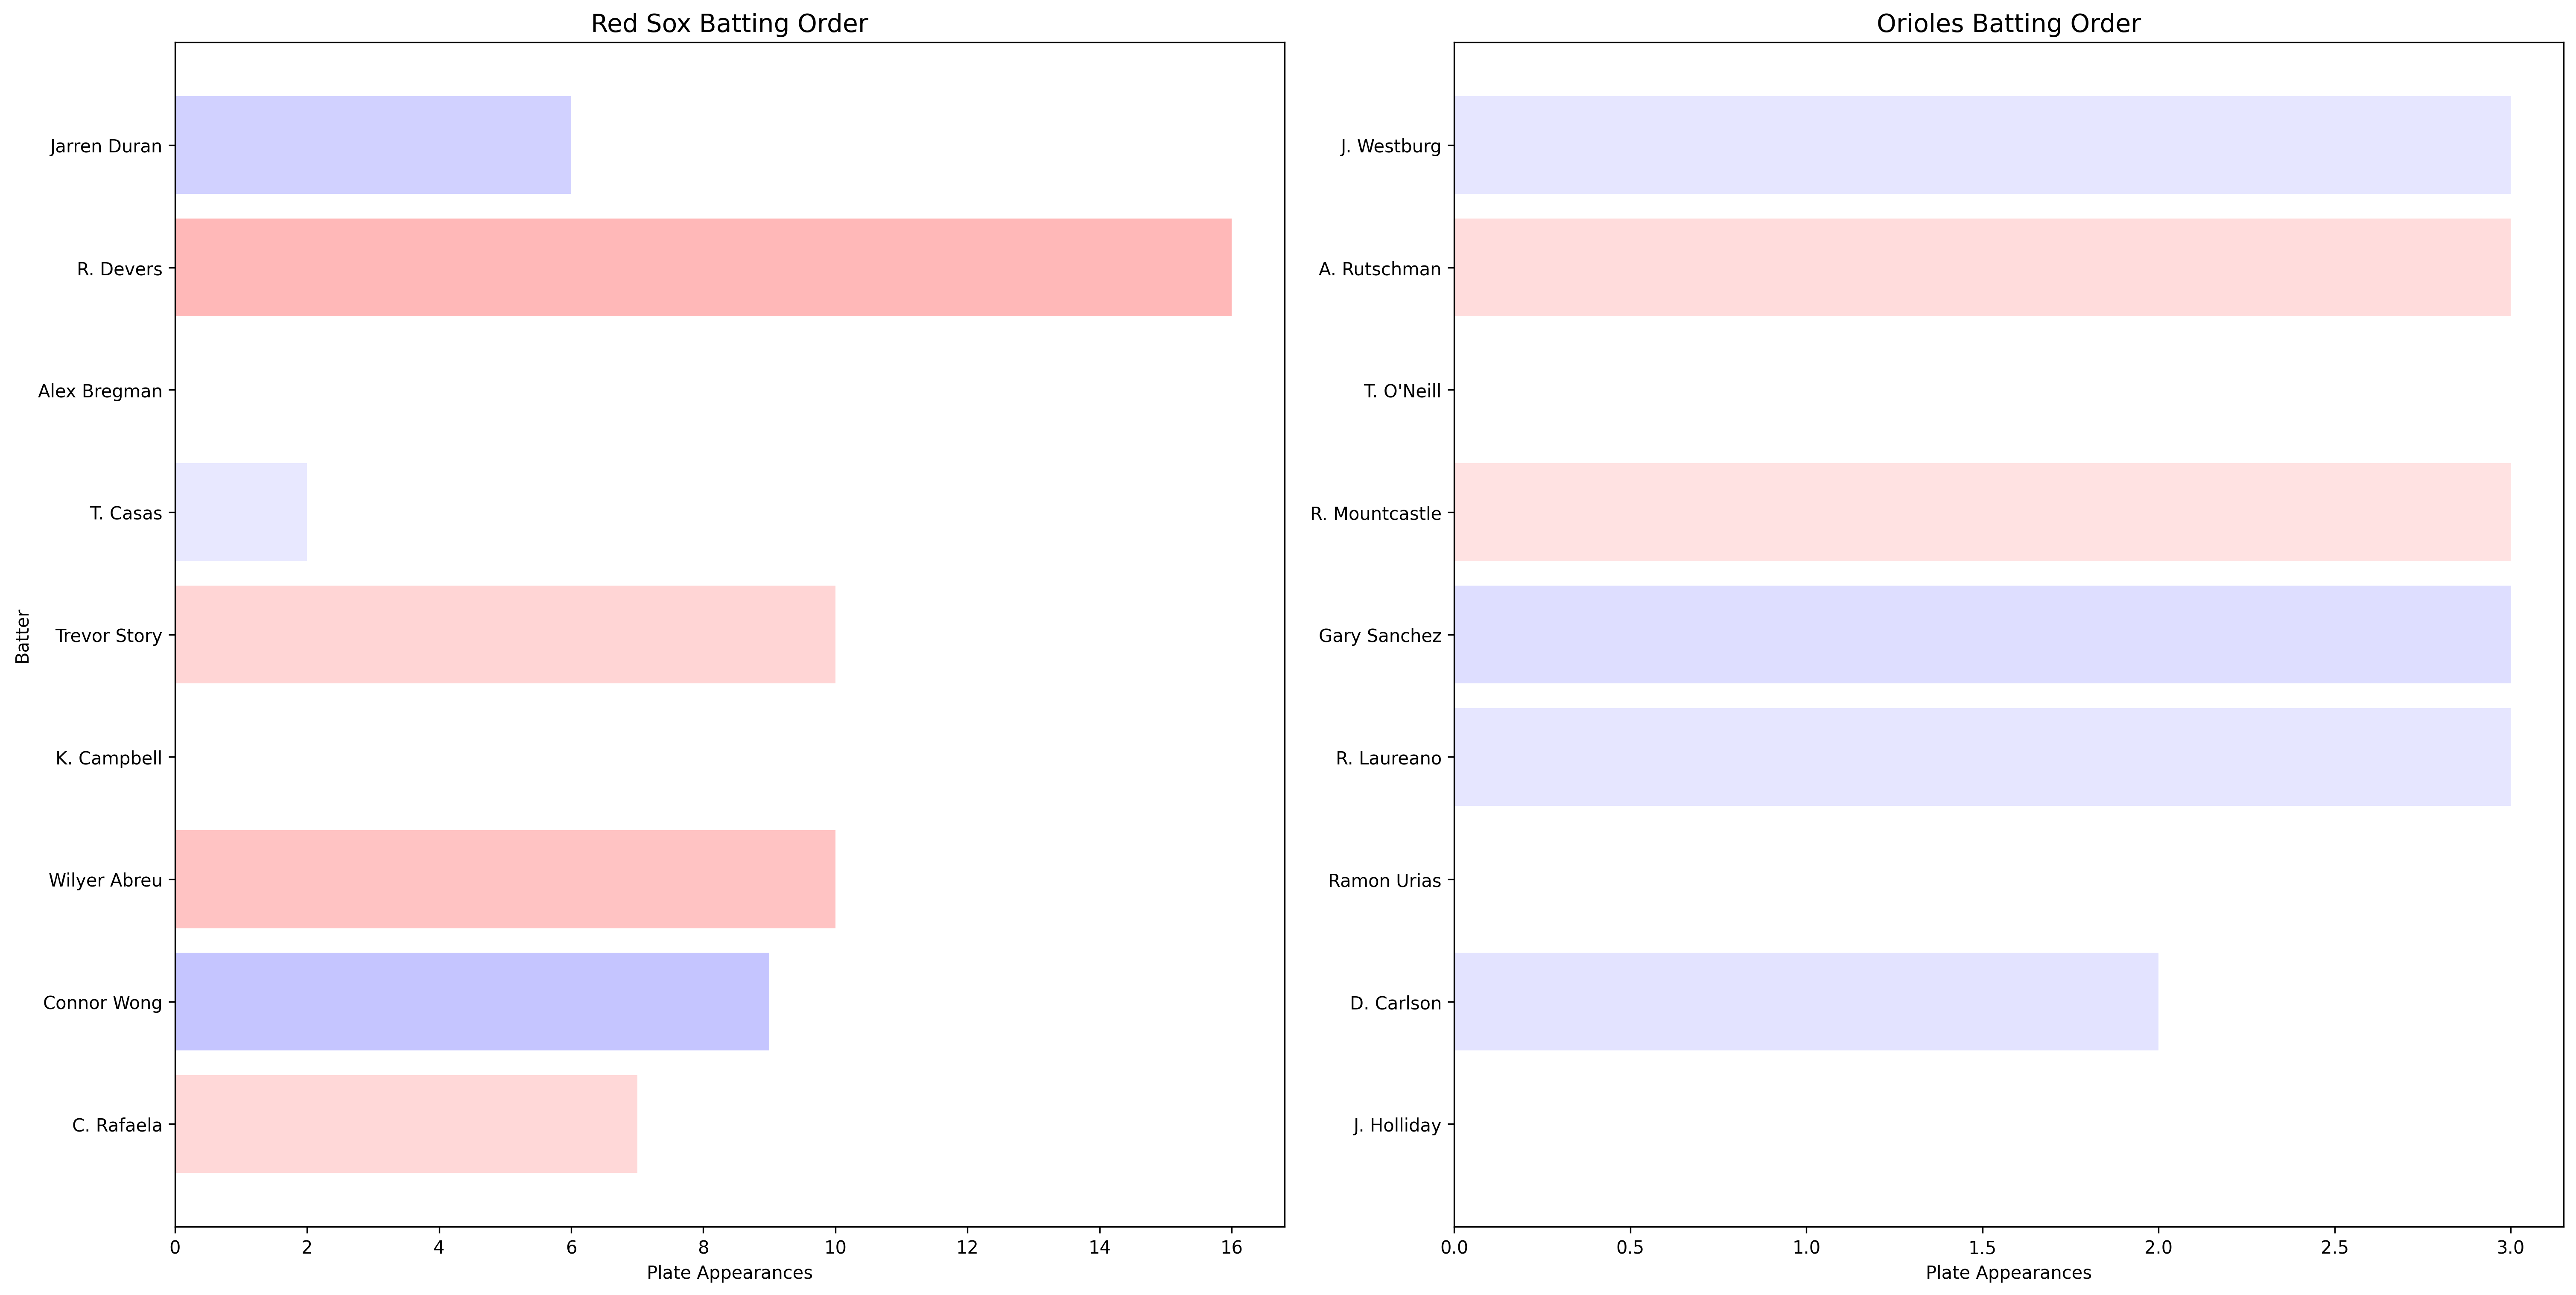 Red Sox Batting Order
Batter
Jarren Duran
R. Devers
Alex Bregman
T. Casas
Trevor Story
K. Campbell
Wilyer Abreu
Connor Wong
C. Rafaela
0 2 4 6 8 10 12 14 16
Plate Appearances
Orioles Batting Order
J. Westburg
A. Rutschman
T. O'Neill
R. Mountcastle
Gary Sanchez
R. Laureano
Ramon Urias
D. Carlson
J. Holliday
0.0 0.5 1.0 1.5 2.0 2.5 3.0
Plate Appearances